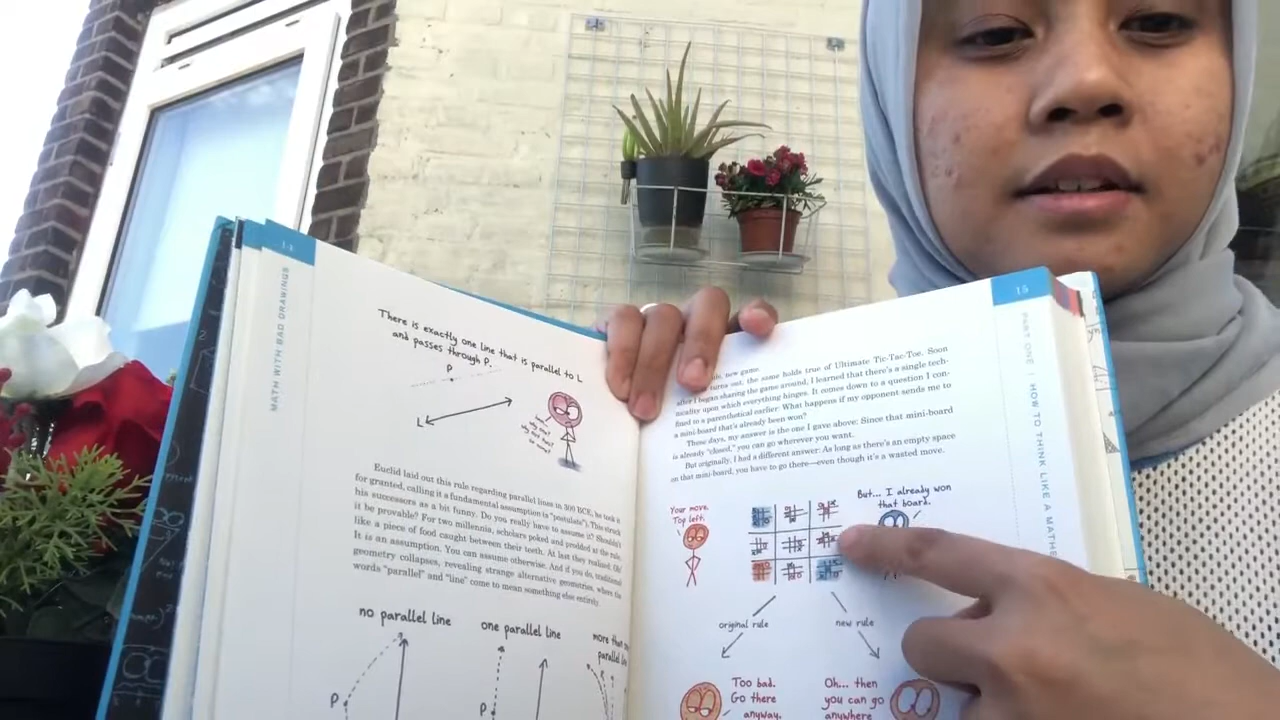 14
MATH WITH BAD DRAWINGS
There is exactly one line that is parallel to L
and passes through P.
P
L
Euclid laid out this rule regarding parallel lines in 300 BCE, he took it
for granted, calling it a fundamental assumption (a "postulate"). This struck
his successors as a bit funny. Do you really have to assume it? Shouldn't
it be provable? For two millennia, scholars poked and prodded at the rule,
like a piece of food caught between their teeth. At last they realized: Oh!
It is an assumption. You can assume otherwise. And if you do, traditional
geometry collapses, revealing strange alternative geometries, where the
words "parallel" and "line" come to mean something else entirely.
no parallel line
one parallel line
more than
parallel
P
P
15
PART ONE | HOW TO THINK LIKE A MATHE
new game.
turns out, the same holds true of Ultimate Tic-Tac-Toe. Soon
after I began sharing the game around, I learned that there's a single tech-
nicality upon which everything hinges. It comes down to a question I con-
fined to a parenthetical earlier: What happens if my opponent sends me to
a mini-board that's already been won?
These days, my answer is the one I gave above: Since that mini-board
is already "closed," you can go wherever you want.
But originally, I had a different answer: As long as there's an empty space
on that mini-board, you have to go there—even though it's a wasted move.
Your move.
Top left.
But... I already won
that board.
original rule
new rule
Too bad.
Go there
anyway.
Oh... then
you can go
anywhere